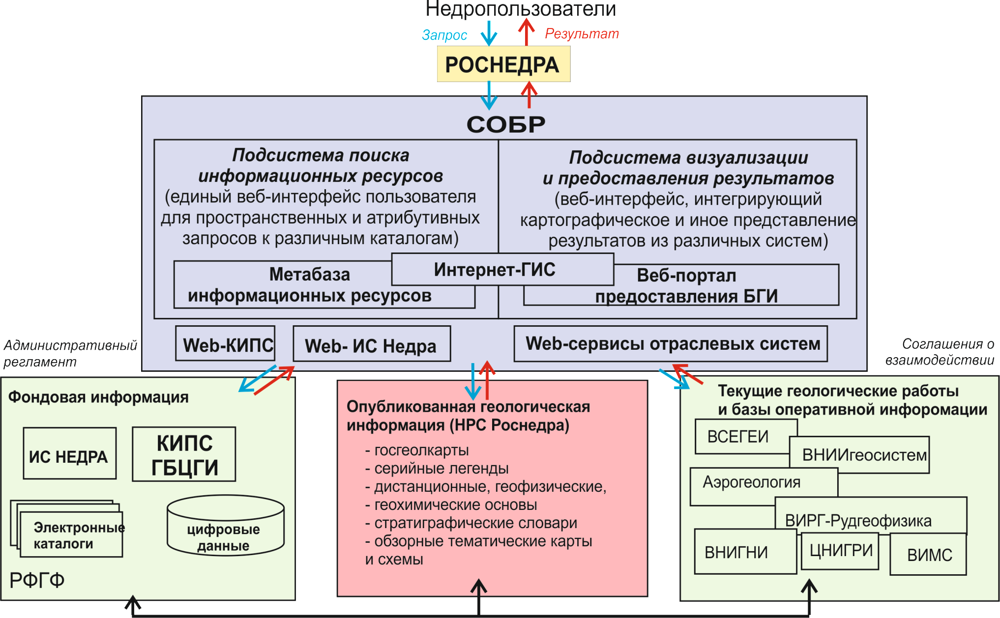 Недропользователи
Запрос
Результат
РОСНЕДРА
СОБР
Подсистема поиска
информационных ресурсов
(единый веб-интерфейс пользователя
для пространственных и атрибутивных
запросов к различным каталогам)
Подсистема визуализации
и предоставления результатов
(веб-интерфейс, интегрирующий
картографическое и иное представление
результатов из различных систем)
Метабаза
информационных ресурсов
Интернет-ГИС
Веб-портал
предоставления БГИ
Web-КИПС
Web- ИС Недра
Web-сервисы отраслевых систем
Административный
регламент
Соглашения о
взаимодействии
Фондовая информация
ИС НЕДРА
КИПС
ГБЦГИ
Электронные
каталоги
цифровые
данные
РФГФ
Опубликованная геологическая
информация (НРС Роснедра)
- госгеолкарты
- серийные легенды
- дистанционные, геофизические,
- геохимические основы
- стратиграфические словари
- обзорные тематические карты
и схемы
Текущие геологические работы
и базы оперативной инфоромации
ВСЕГЕИ
ВНИИгеосистем
Аэрогеология
ВИРГ-Рудгеофизика
ВНИГНИ
ЦНИГРИ
ВИМС